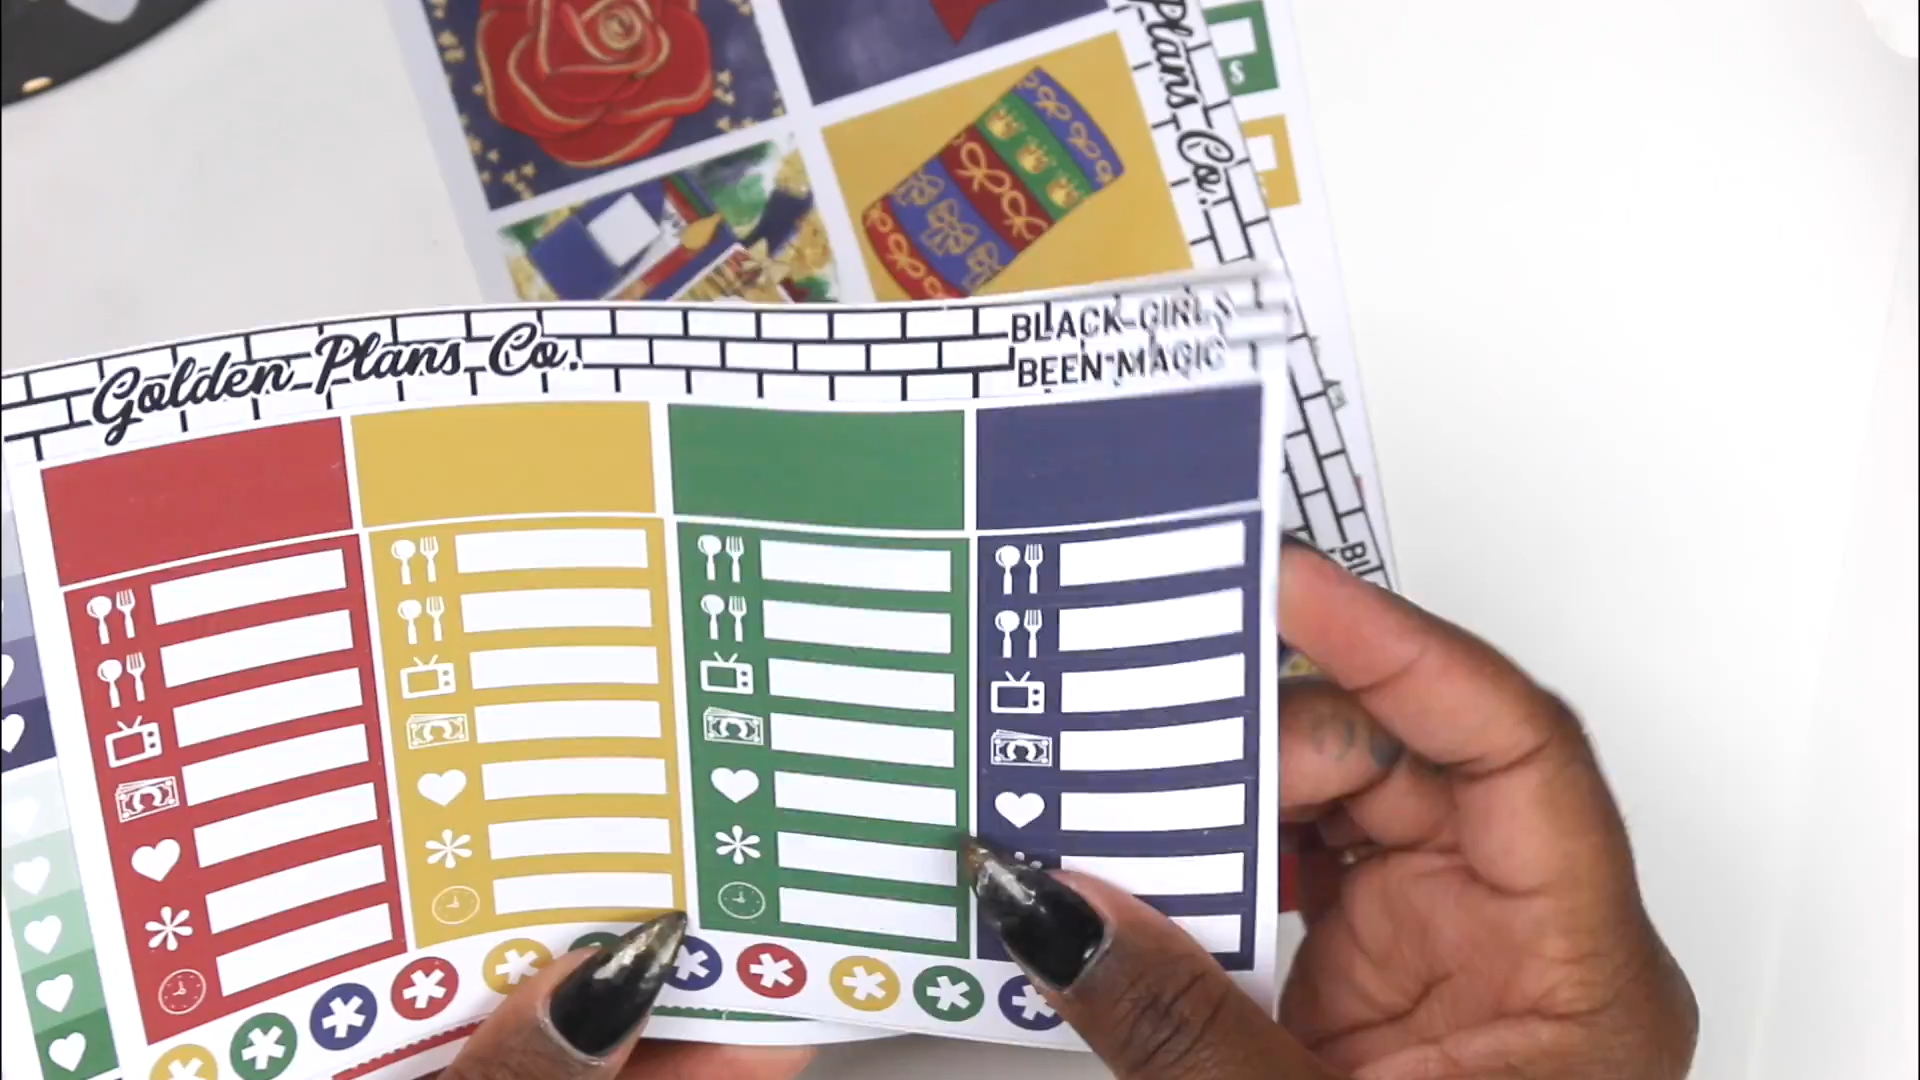 Plans Co.
$
Golden Plans Co.
BLACK GIRLS
BEEN MAGIC